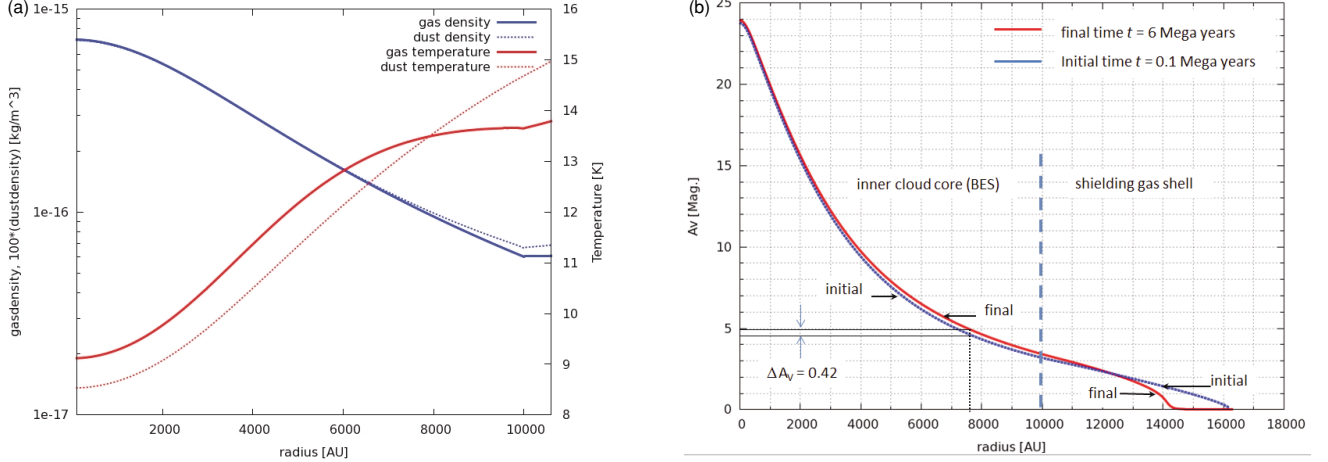 (a)
1e-15
1e-16
1e-17
gasdensity, 100*(dustdensity) [kg/m^3]
gas density
dust density
gas temperature
dust temperature
16
15
14
13
12
11
10
9
8
Temperature [K]
2000
4000
6000
8000
10000
radius [AU]
(b)
25
20
15
10
5
0
Av [Mag.]
final time t = 6 Mega years
Initial time t = 0.1 Mega years
inner cloud core (BES)
shielding gas shell
initial
final
ΔAV = 0.42
initial
final
0
2000
4000
6000
8000
10000
12000
14000
16000
18000
radius [AU]